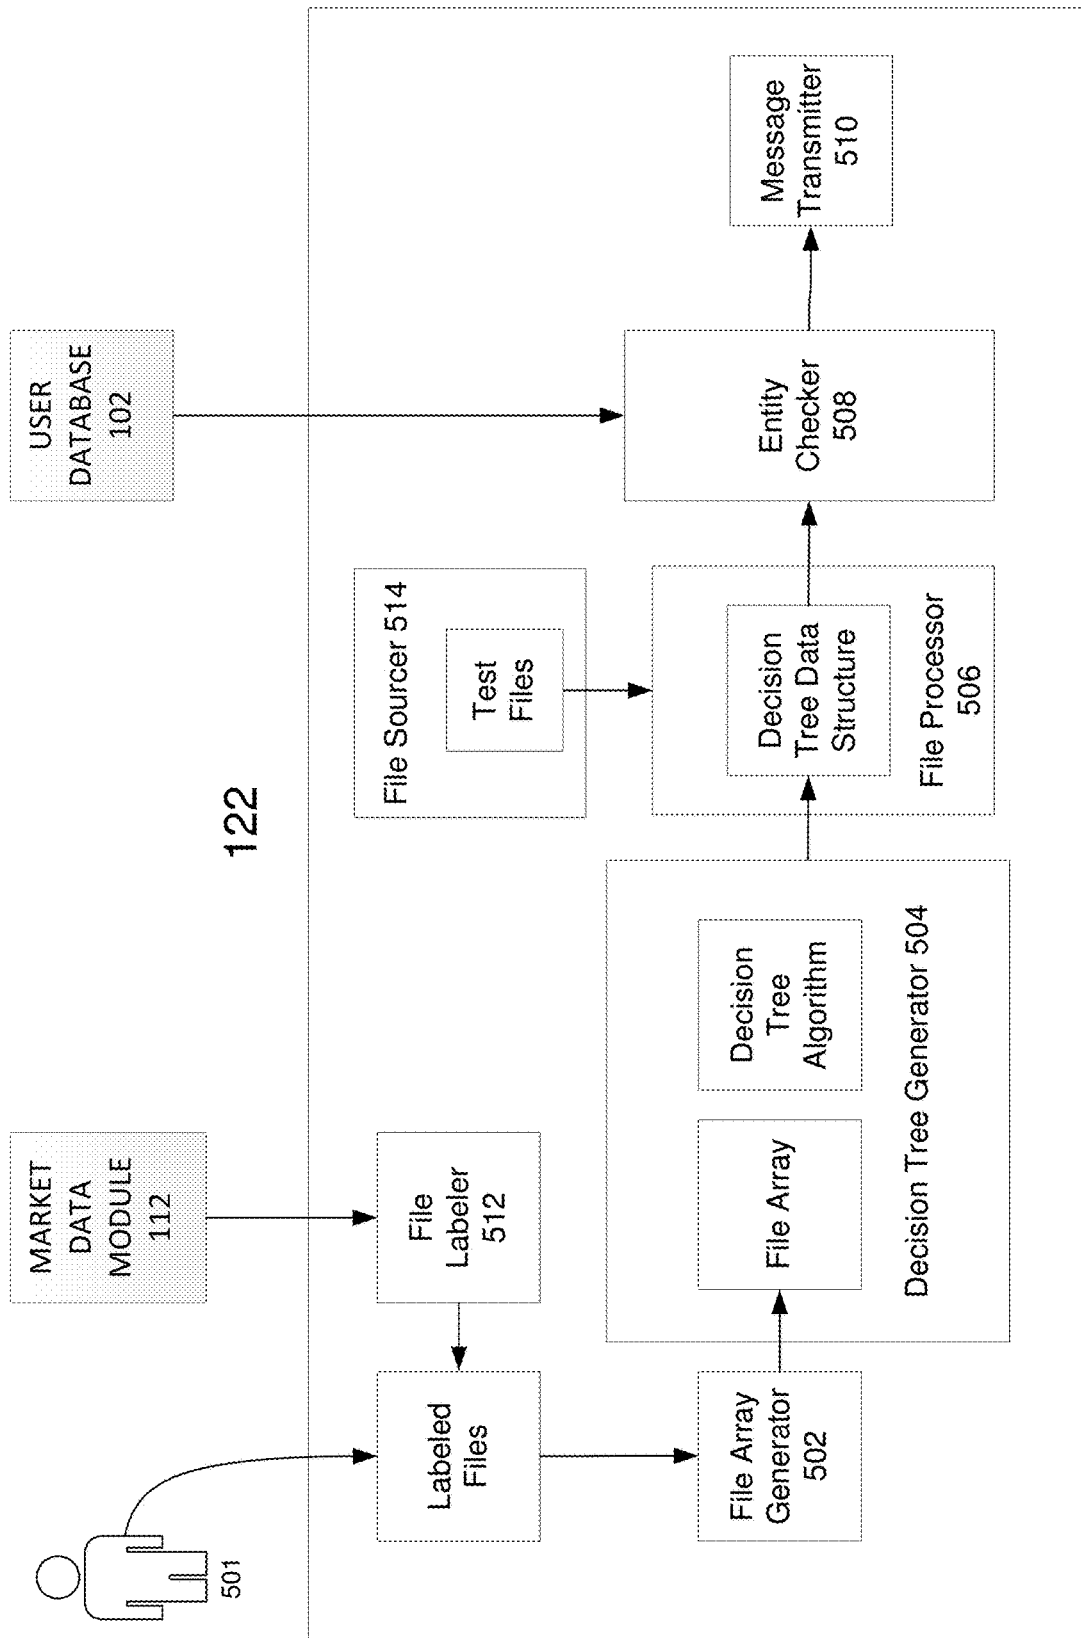 501
MARKET
DATA
MODULE
112
USER
DATABASE
102
122
Labeled
Files
File
Labeler
512
File Sourcer 514
Test
Files
File Array
Generator
502
File Array
Decision
Tree
Algorithm
Decision Tree Generator 504
Decision
Tree Data
Structure
File Processor
506
Entity
Checker
508
Message
Transmitter
510